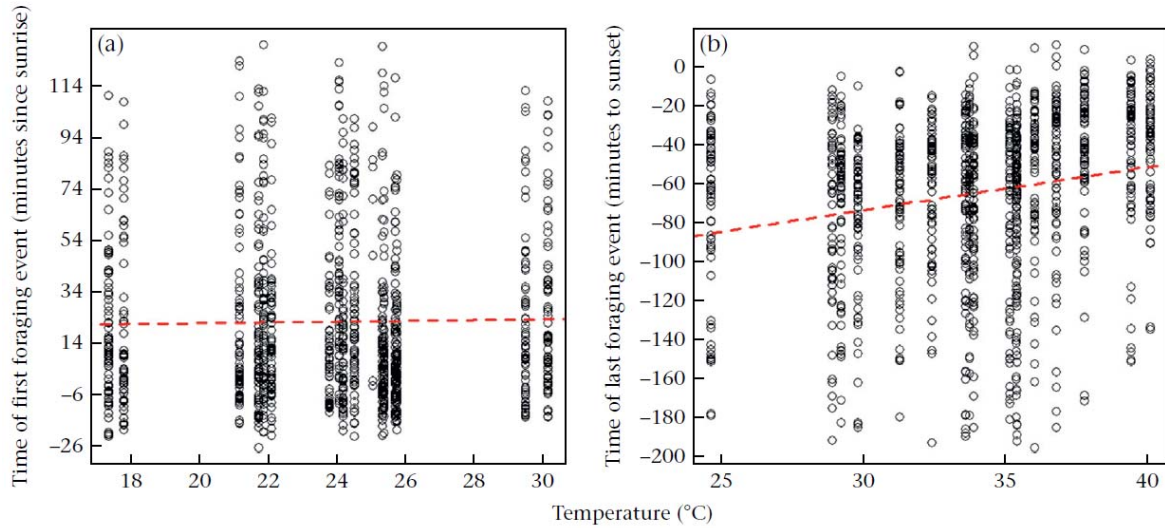 (a)
Time of first foraging event (minutes since sunrise)
114
94
74
54
34
14
−6
−26
18 20 22 24 26 28 30
(b)
Time of last foraging event (minutes to sunset)
0
−20
−40
−60
−80
−100
−120
−140
−160
−180
−200
25 30 35 40
Temperature (°C)